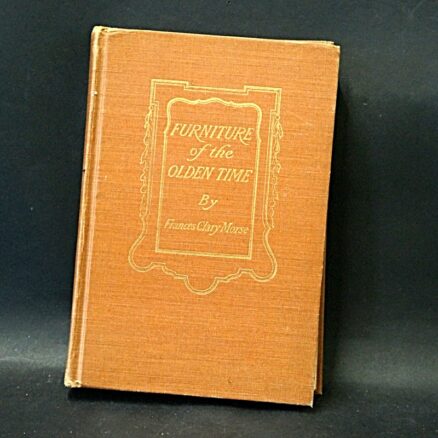 FURNITURE
of the
OLDEN TIME
By
Frances Clary Morse